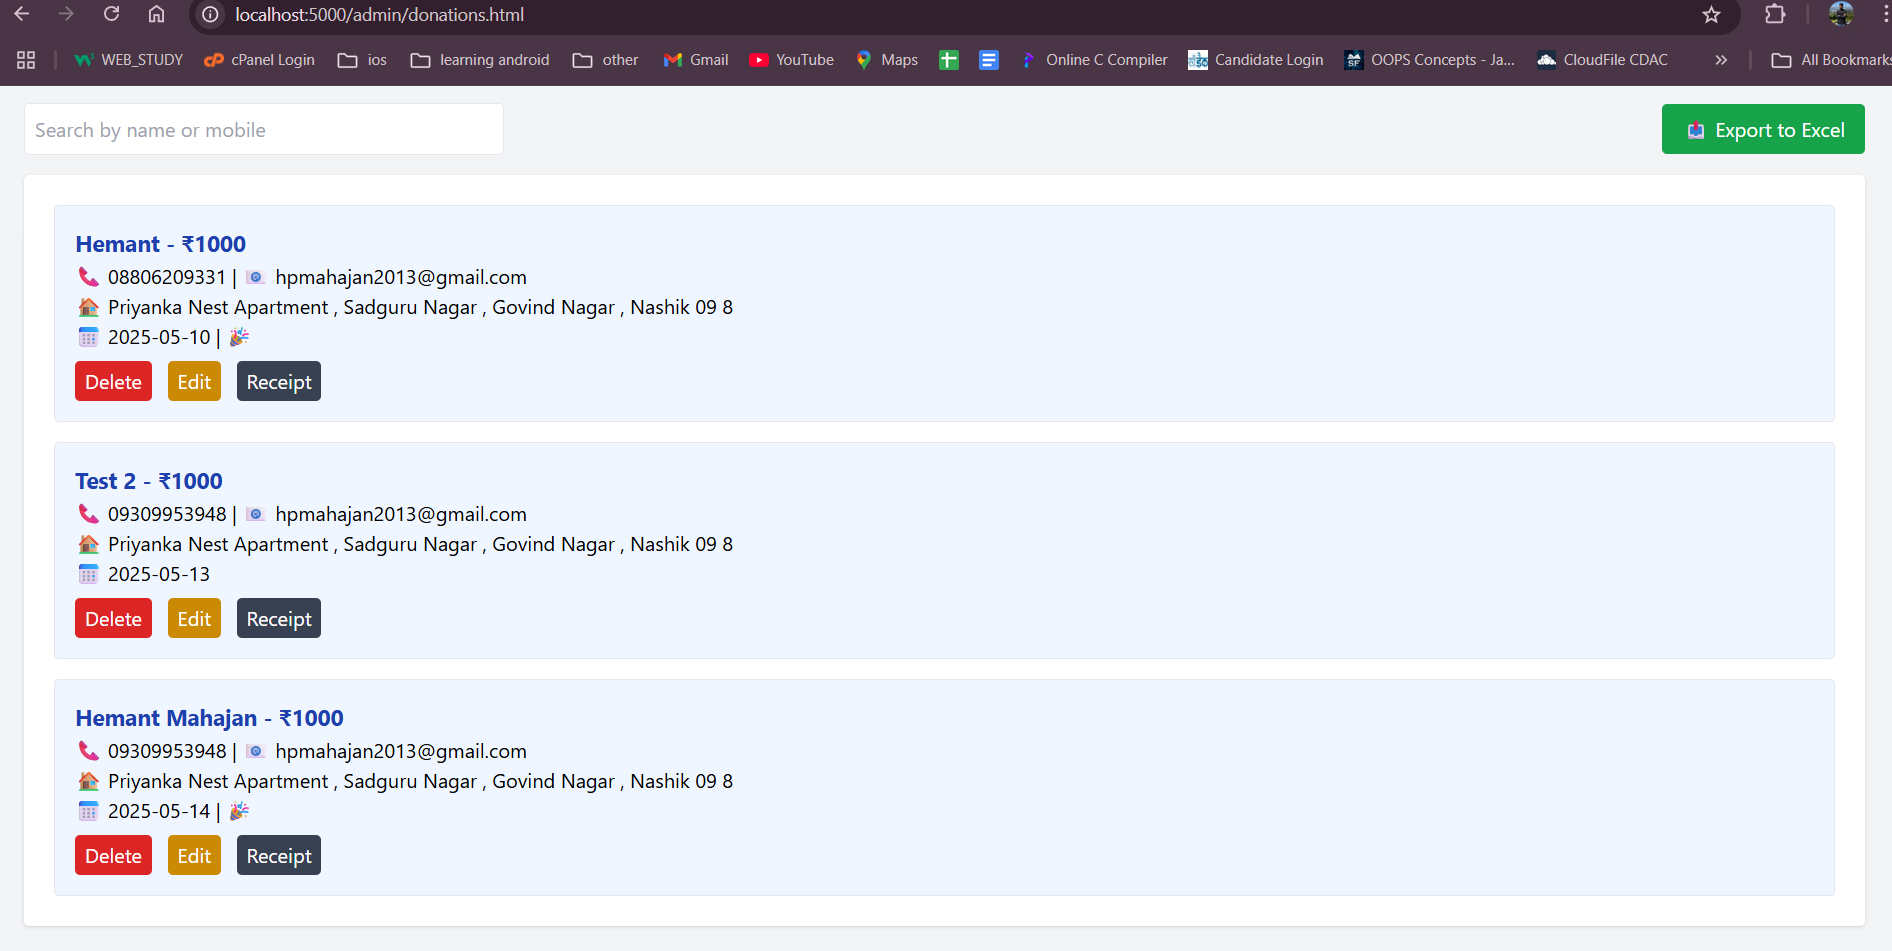 localhost:5000/admin/donations.html
WEB_STUDY cPanel Login ios learning android other Gmail YouTube Maps Online C Compiler Candidate Login OOPS Concepts - Ja... CloudFile CDAC » All Bookmarks
Search by name or mobile
Export to Excel
Hemant - ₹1000
08806209331 | hpmahajan2013@gmail.com
Priyanka Nest Apartment , Sadguru Nagar , Govind Nagar , Nashik 09 8
2025-05-10 |
Delete Edit Receipt
Test 2 - ₹1000
09309953948 | hpmahajan2013@gmail.com
Priyanka Nest Apartment , Sadguru Nagar , Govind Nagar , Nashik 09 8
2025-05-13
Delete Edit Receipt
Hemant Mahajan - ₹1000
09309953948 | hpmahajan2013@gmail.com
Priyanka Nest Apartment , Sadguru Nagar , Govind Nagar , Nashik 09 8
2025-05-14 |
Delete Edit Receipt